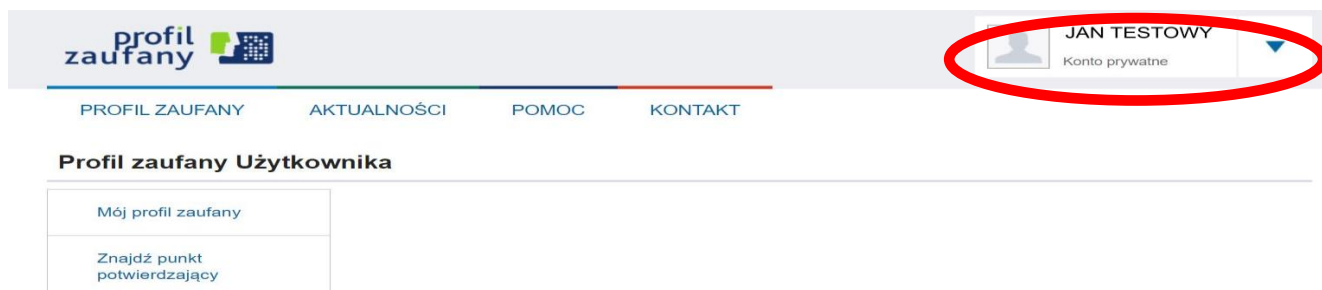 profil
zaufany
JAN TESTOWY
Konto prywatne
PROFIL ZAUFANY AKTUALNOŚCI POMOC KONTAKT
Profil zaufany Użytkownika
Mój profil zaufany
Znajdź punkt
potwierdzający